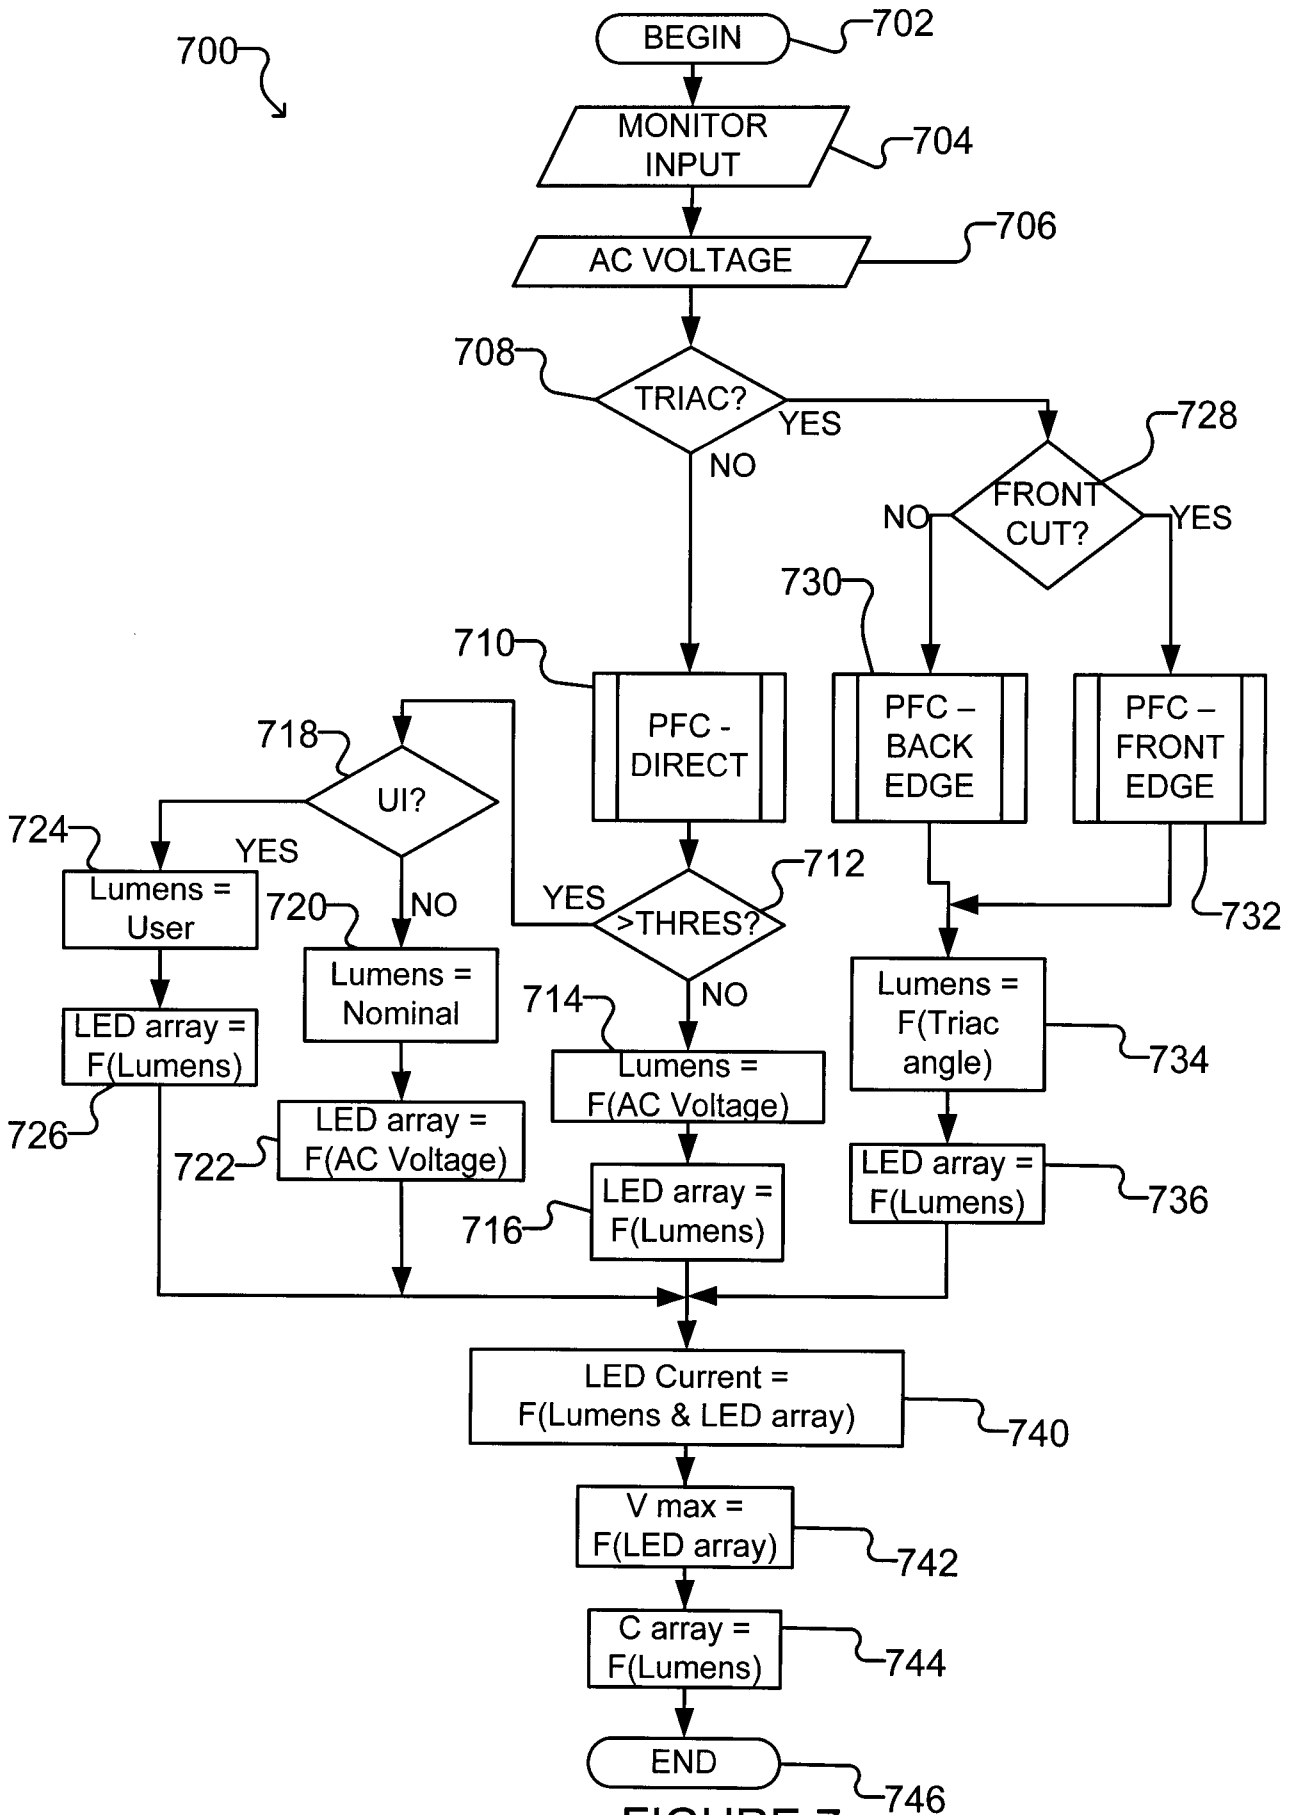 700
BEGIN
702
MONITOR
INPUT
704
AC VOLTAGE
706
708
TRIAC?
YES
NO
728
FRONT
CUT?
NO
YES
730
710
PFC -
DIRECT
PFC –
BACK
EDGE
PFC –
FRONT
EDGE
732
718
UI?
YES
NO
712
>THRES?
YES
NO
724
Lumens =
User
720
Lumens =
Nominal
714
Lumens =
F(AC Voltage)
Lumens =
F(Triac
angle)
734
LED array =
F(Lumens)
726
LED array =
F(AC Voltage)
722
LED array =
F(Lumens)
716
LED array =
F(Lumens)
736
LED Current =
F(Lumens & LED array)
740
V max =
F(LED array)
742
C array =
F(Lumens)
744
END
746
FIGURE 7